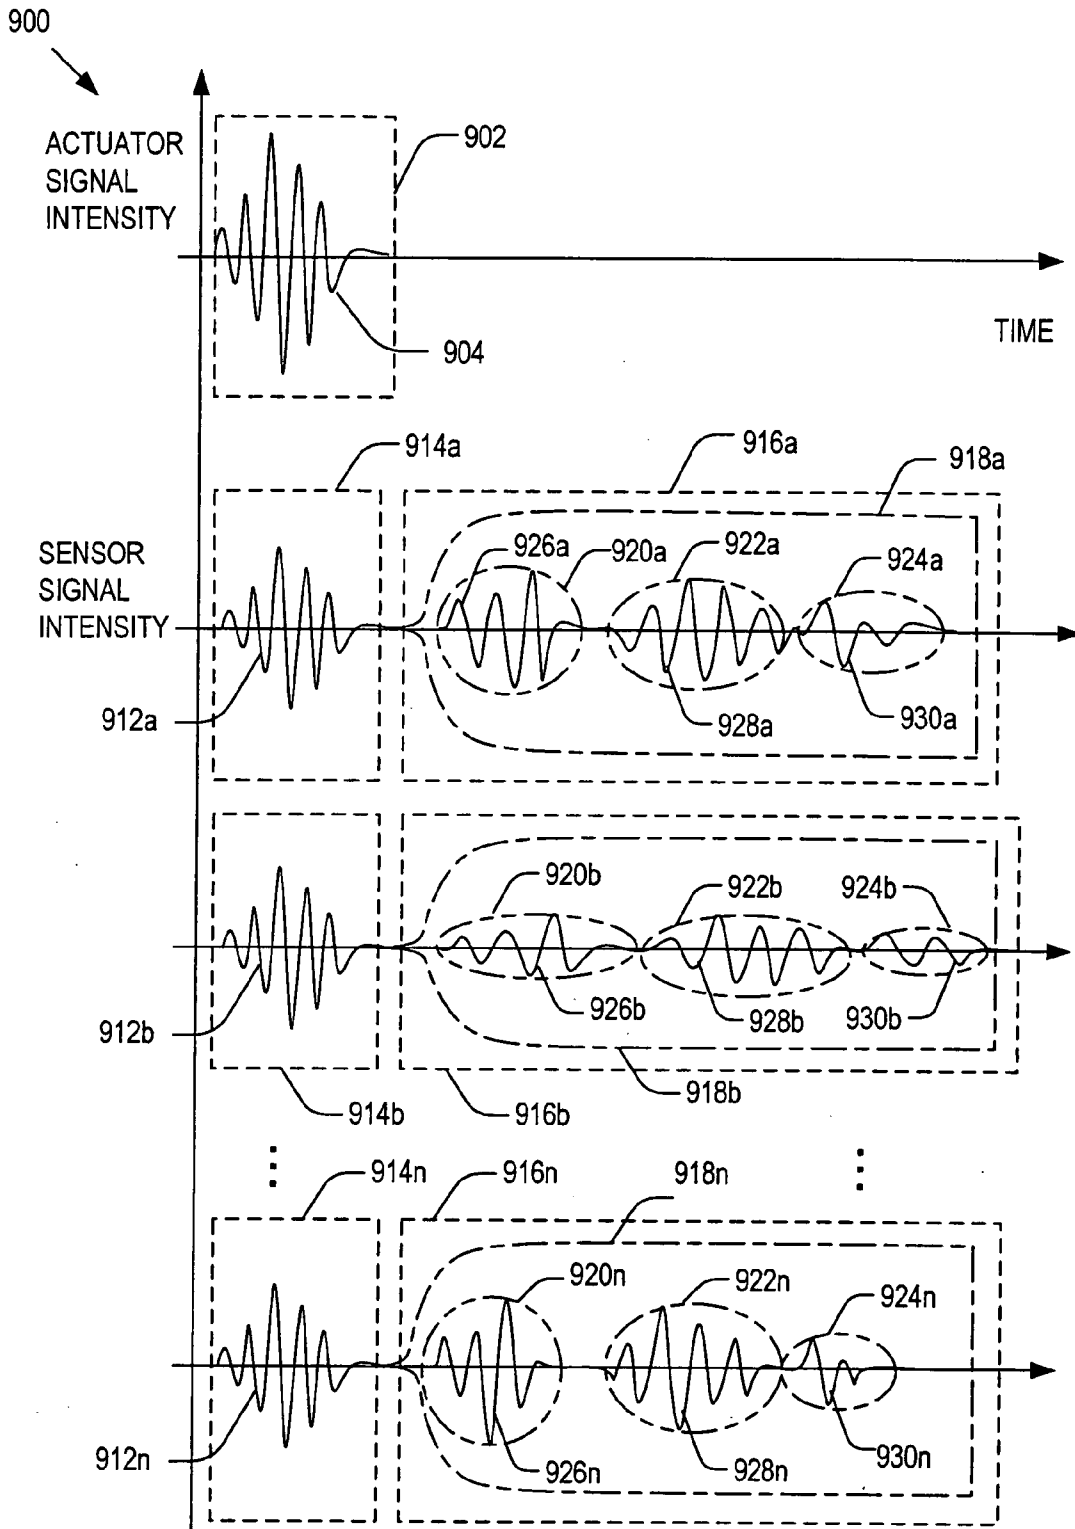 900
ACTUATOR
SIGNAL
INTENSITY
902
904
TIME
914a
916a
918a
SENSOR
SIGNAL
INTENSITY
926a
920a
922a
924a
912a
928a
930a
920b
922b
924b
926b
928b
930b
912b
914b
916b
918b
914n
916n
918n
920n
922n
924n
912n
926n
928n
930n